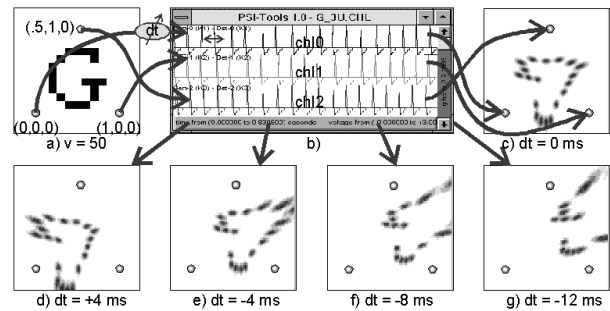 PSI-Tools 1.0 - G_JU.CHL
(.5,1,0)
dt
chl0
chl1
chl2
G
(0,0,0)
(1,0,0)
a) v = 50
b)
c) dt = 0 ms
d) dt = +4 ms
e) dt = -4 ms
f) dt = -8 ms
g) dt = -12 ms